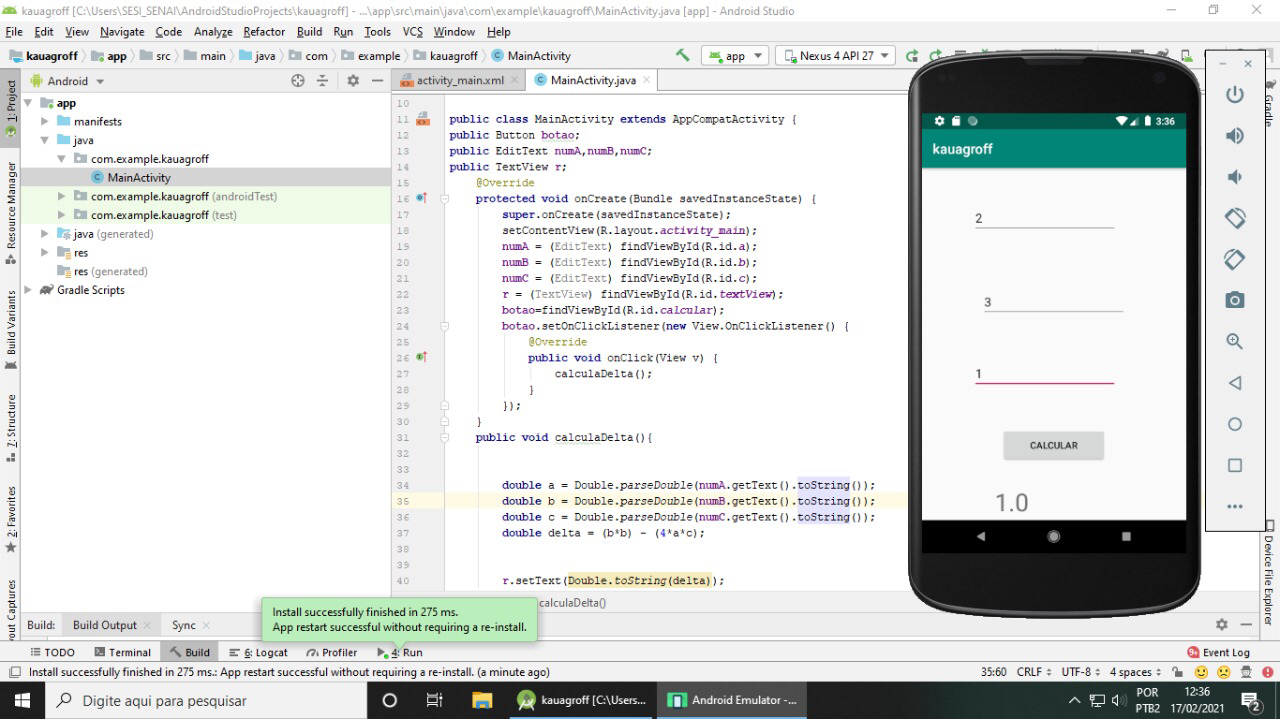 kauagroff [C:\Users\SESI_SENAI\AndroidStudioProjects\kauagroff] - ...\app\src\main\java\com\example\kauagroff\MainActivity.java [app] - Android Studio
File Edit View Navigate Code Analyze Refactor Build Run Tools VCS Window Help
kauagroff app src main java com example kauagroff MainActivity app Nexus 4 API 27
1: Project
Resource Manager
Build Variants
Z: Structure
2: Favorites
out Captures
Android
app
manifests
java
com.example.kauagroff
MainActivity
com.example.kauagroff (androidTest)
com.example.kauagroff (test)
java (generated)
res
res (generated)
Gradle Scripts
activity_main.xml MainActivity.java
10
11 public class MainActivity extends AppCompatActivity {
12 public Button botao;
13 public EditText numA,numB,numC;
14 public TextView r;
15 @Override
16 protected void onCreate(Bundle savedInstanceState) {
17 super.onCreate(savedInstanceState);
18 setContentView(R.layout.activity_main);
19 numA = (EditText) findViewById(R.id.a);
20 numB = (EditText) findViewById(R.id.b);
21 numC = (EditText) findViewById(R.id.c);
22 r = (TextView) findViewById(R.id.textView);
23 botao=findViewById(R.id.calcular);
24 botao.setOnClickListener(new View.OnClickListener() {
25 @Override
26 public void onClick(View v) {
27 calculaDelta();
28 }
29 });
30 }
31 public void calculaDelta(){
32
33
34 double a = Double.parseDouble(numA.getText().toString());
35 double b = Double.parseDouble(numB.getText().toString());
36 double c = Double.parseDouble(numC.getText().toString());
37 double delta = (b*b) - (4*a*c);
38
39
40 r.setText(Double.toString(delta));
calculaDelta()
3:36
kauagroff
2
3
1
CALCULAR
1.0
Gradle
Device File Explorer
Build: Build Output Sync
Install successfully finished in 275 ms.
App restart successful without requiring a re-install.
TODO Terminal Build 6: Logcat Profiler 4: Run 9+ Event Log
Install successfully finished in 275 ms.: App restart successful without requiring a re-install. (a minute ago) 35:60 CRLF UTF-8 4 spaces
Digite aqui para pesquisar kauagroff [C:\Users... Android Emulator -... POR 12:36
PTB2 17/02/2021 2